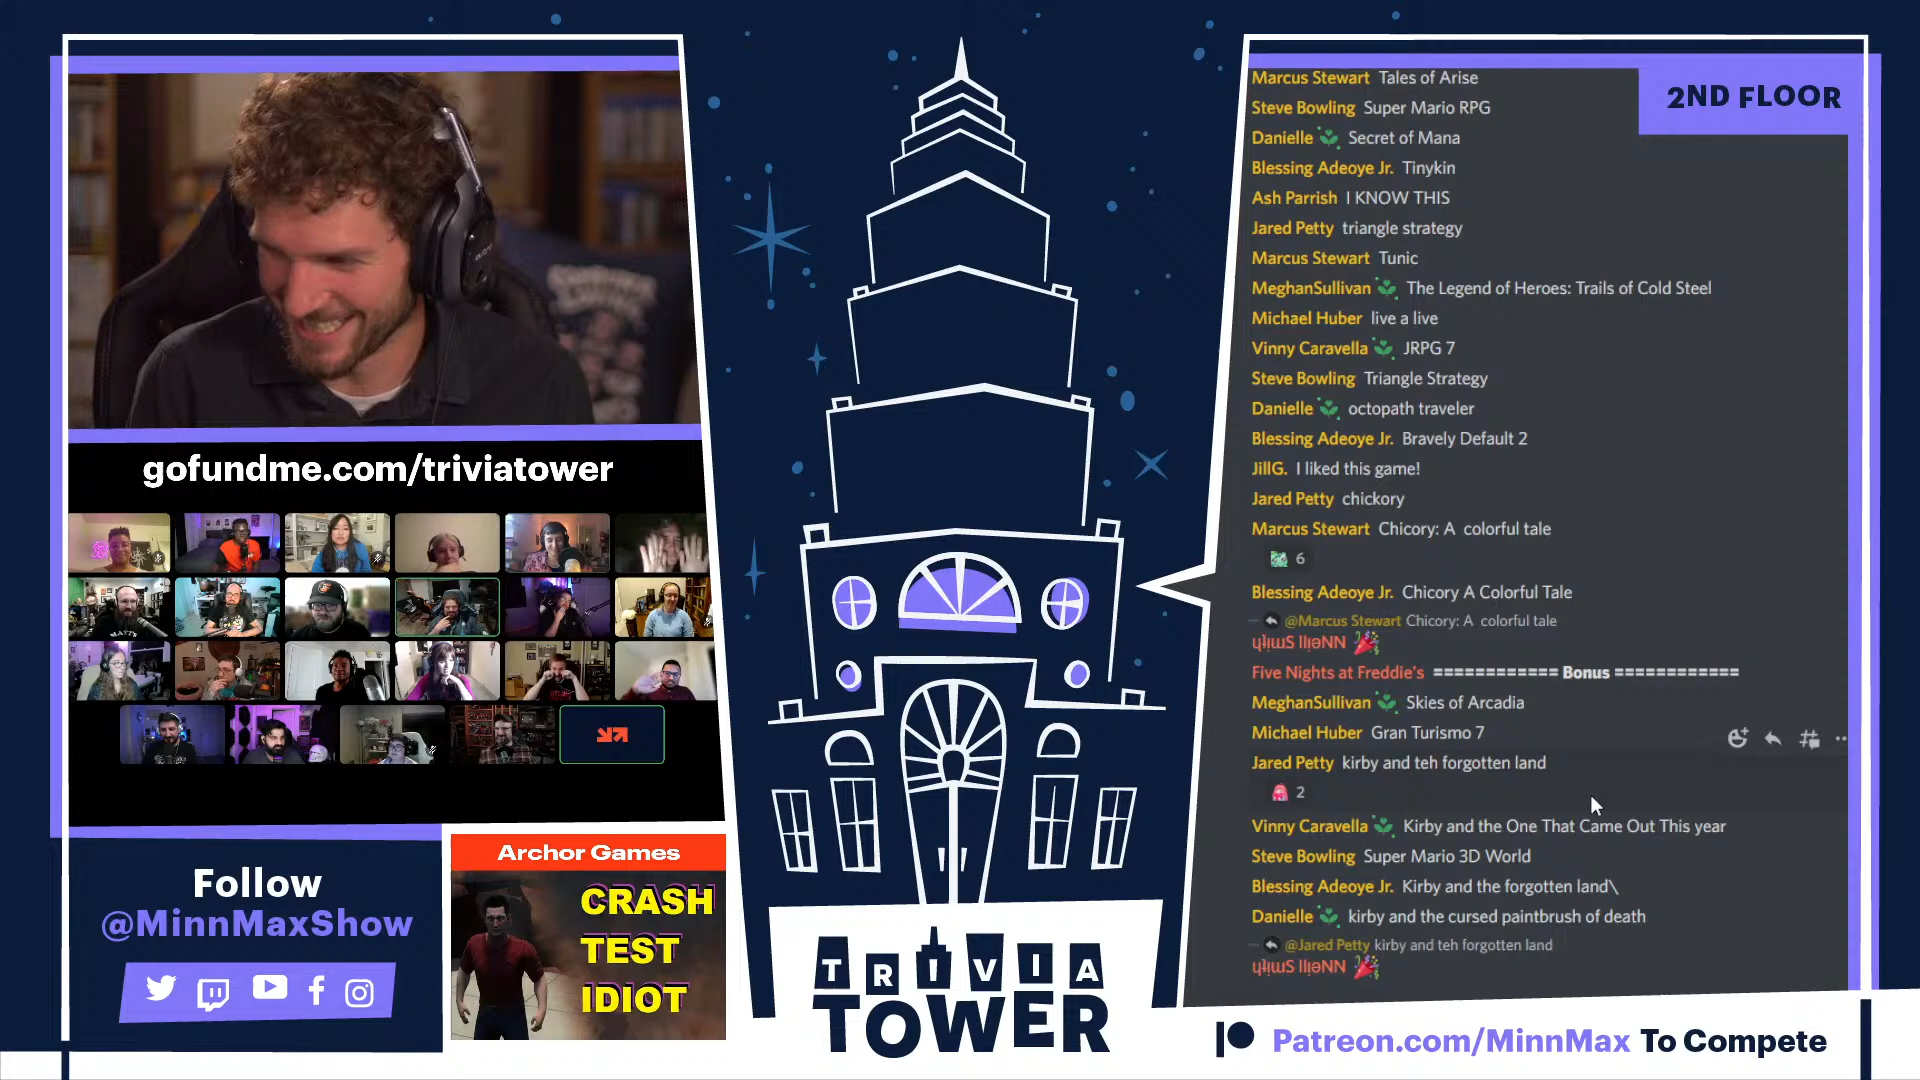 gofundme.com/triviatower
Follow
@MinnMaxShow
Archor Games
CRASH
TEST
IDIOT
TRIVIA
TOWER
2ND FLOOR
Marcus Stewart Tales of Arise
Steve Bowling Super Mario RPG
Danielle Secret of Mana
Blessing Adeoye Jr. Tinykin
Ash Parrish I KNOW THIS
Jared Petty triangle strategy
Marcus Stewart Tunic
MeghanSullivan The Legend of Heroes: Trails of Cold Steel
Michael Huber live a live
Vinny Caravella JRPG 7
Steve Bowling Triangle Strategy
Danielle octopath traveler
Blessing Adeoye Jr. Bravely Default 2
JillG. I liked this game!
Jared Petty chickory
Marcus Stewart Chicory: A colorful tale
6
Blessing Adeoye Jr. Chicory A Colorful Tale
@Marcus Stewart Chicory: A colorful tale
Five Nights at Freddie's ============ Bonus ============
MeghanSullivan Skies of Arcadia
Michael Huber Gran Turismo 7
Jared Petty kirby and teh forgotten land
2
Vinny Caravella Kirby and the One That Came Out This year
Steve Bowling Super Mario 3D World
Blessing Adeoye Jr. Kirby and the forgotten land\
Danielle kirby and the cursed paintbrush of death
@Jared Petty kirby and teh forgotten land
Patreon.com/MinnMax To Compete